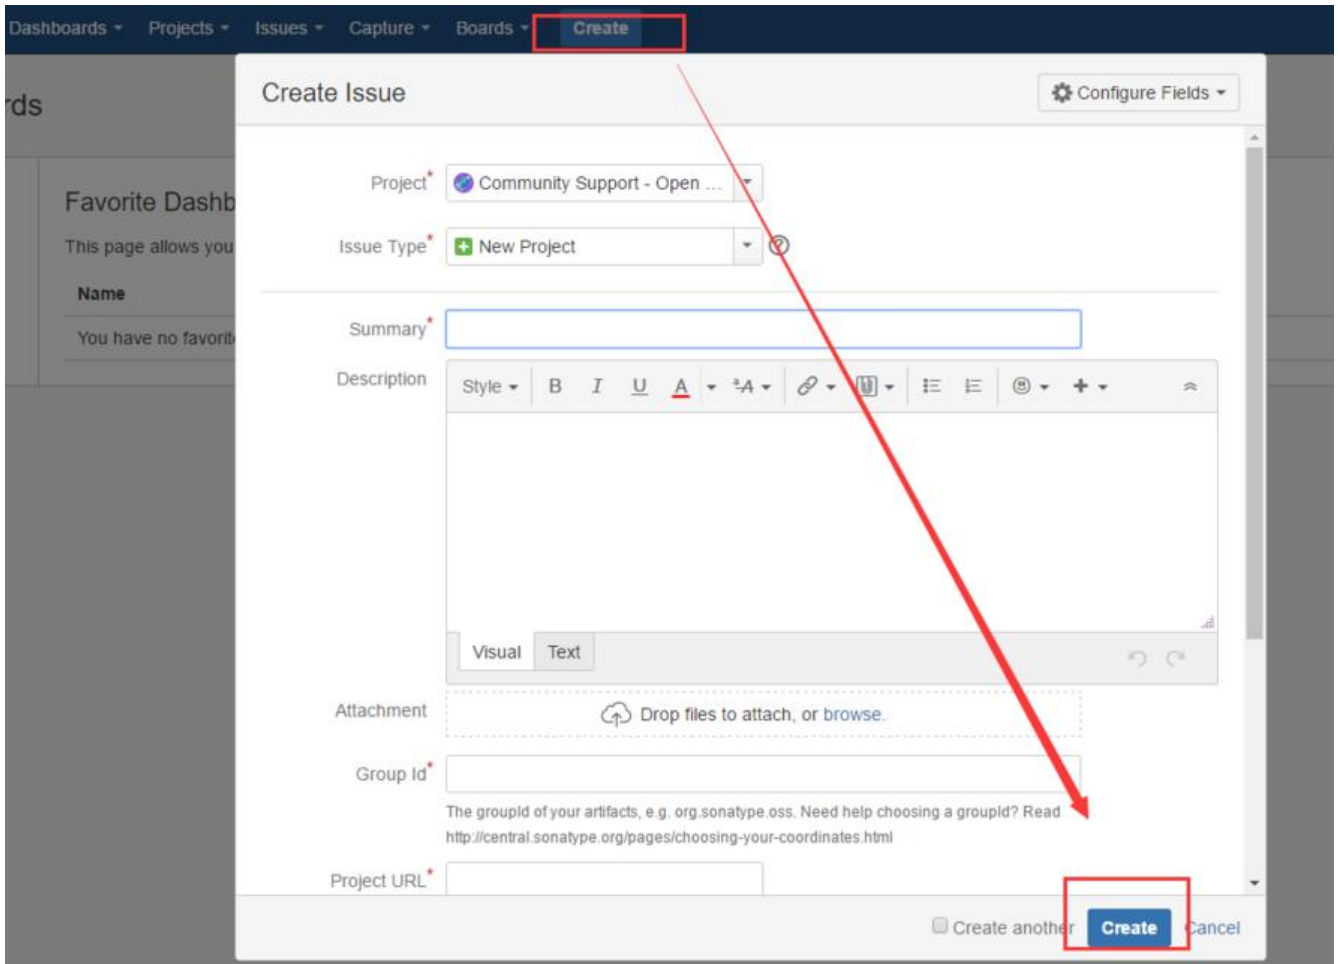 Dashboards Projects Issues Capture Boards Create
rds
Create Issue
Configure Fields
Project*
Community Support - Open ...
Favorite Dashb
This page allows you
Issue Type*
New Project
Name
You have no favorit
Summary*
Description
Style B I U A
Visual Text
Attachment
Drop files to attach, or browse.
Group Id*
The groupId of your artifacts, e.g. org.sonatype.oss. Need help choosing a groupId? Read
http://central.sonatype.org/pages/choosing-your-coordinates.html
Project URL*
Create another Create Cancel